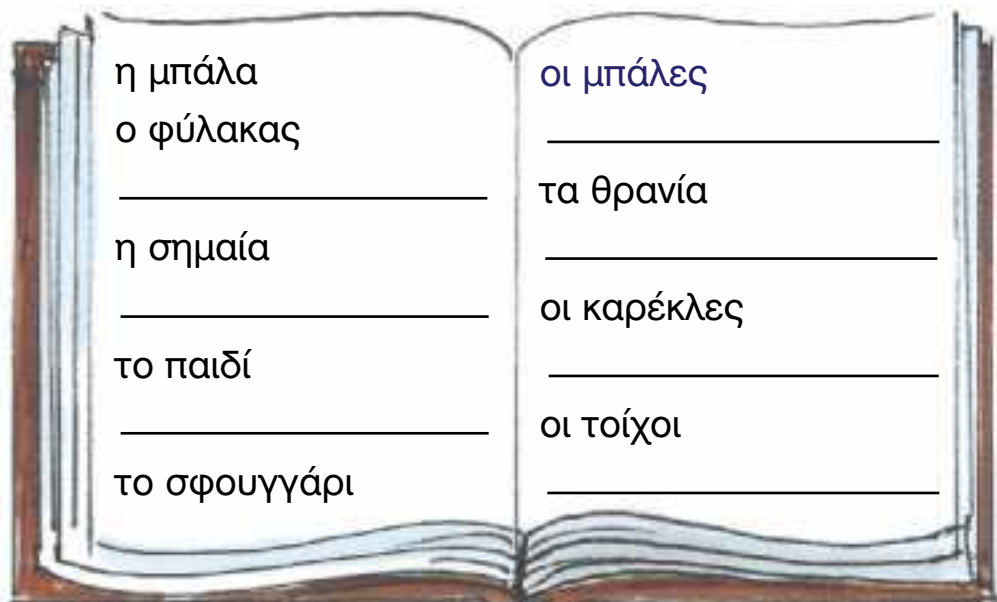 η μπάλα
ο φύλακας
η σημαία
το παιδί
το σφουγγάρι
οι μπάλες
τα θρανία
οι καρέκλες
οι τοίχοι